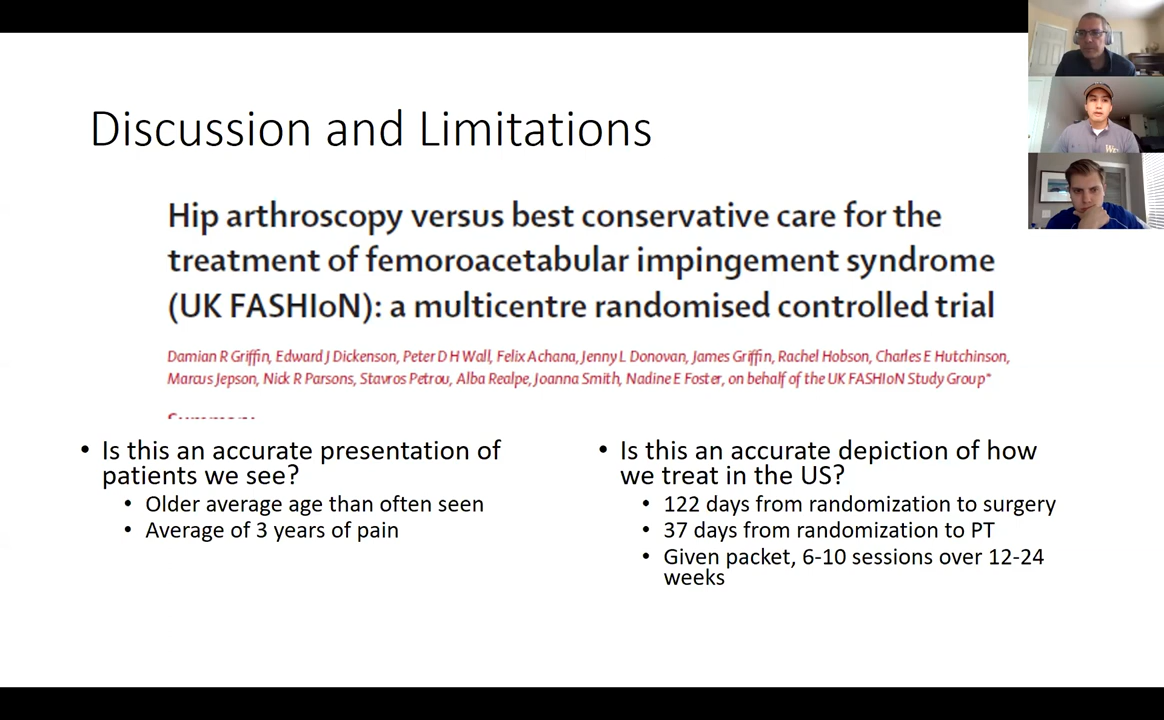 Discussion and Limitations
Hip arthroscopy versus best conservative care for the
treatment of femoroacetabular impingement syndrome
(UK FASHIoN): a multicentre randomised controlled trial
Damian R Griffin, Edward J Dickenson, Peter D H Wall, Felix Achana, Jenny L Donovan, James Griffin, Rachel Hobson, Charles E Hutchinson,
Marcus Jepson, Nick R Parsons, Stavros Petrou, Alba Realpe, Joanna Smith, Nadine E Foster, on behalf of the UK FASHIoN Study Group*
• Is this an accurate presentation of
patients we see?
• Older average age than often seen
• Average of 3 years of pain
• Is this an accurate depiction of how
we treat in the US?
• 122 days from randomization to surgery
• 37 days from randomization to PT
• Given packet, 6-10 sessions over 12-24
weeks